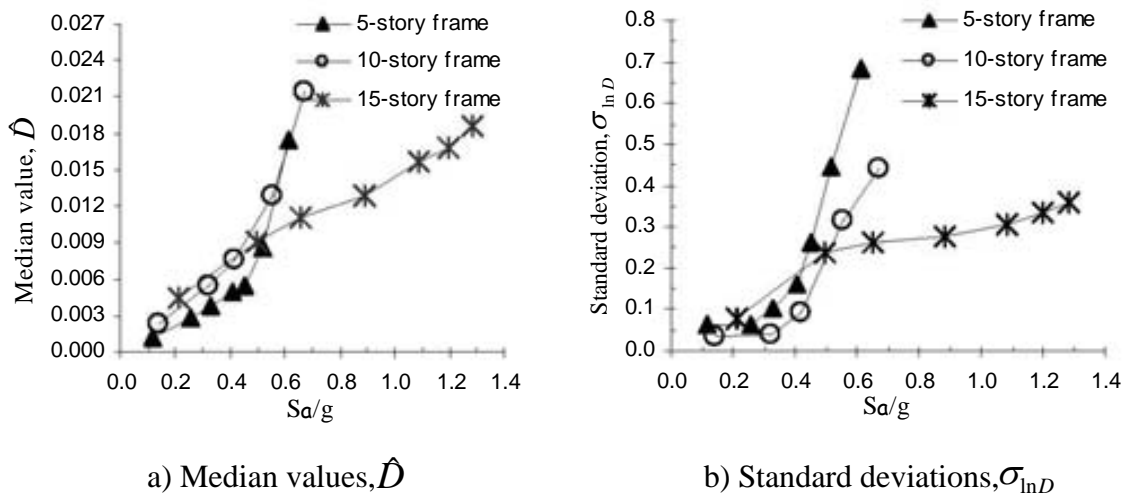 0.027
0.024
0.021
0.018
0.015
0.012
0.009
0.006
0.003
0.000
Median value, D̂
0.0 0.2 0.4 0.6 0.8 1.0 1.2 1.4
Sa/g
5-story frame
10-story frame
15-story frame
a) Median values, D̂
0.8
0.7
0.6
0.5
0.4
0.3
0.2
0.1
0.0
Standard deviation, σ ln D
0.0 0.2 0.4 0.6 0.8 1.0 1.2 1.4
Sa/g
5-story frame
10-story frame
15-story frame
b) Standard deviations, σlnD